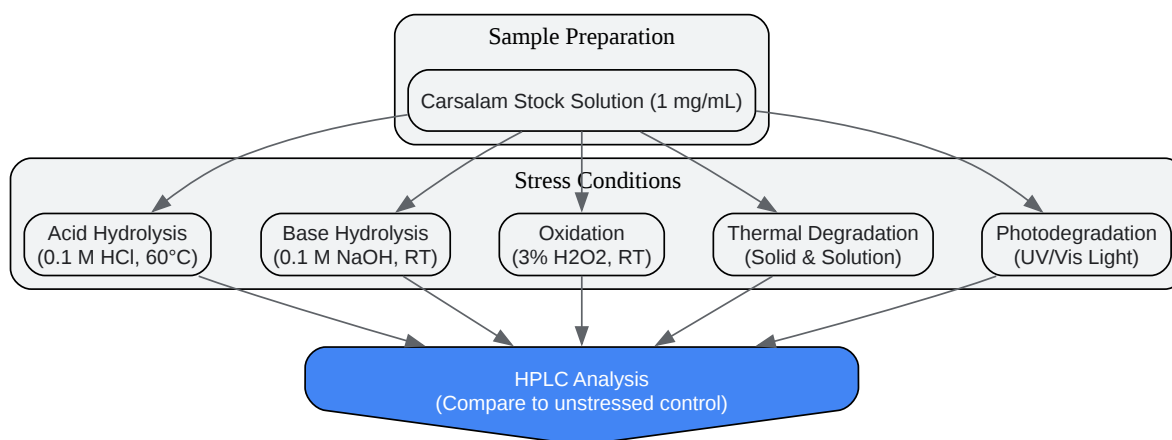 Sample Preparation
Carsalam Stock Solution (1 mg/mL)
Stress Conditions
Acid Hydrolysis
(0.1 M HCl, 60°C)
Base Hydrolysis
(0.1 M NaOH, RT)
Oxidation
(3% H2O2, RT)
Thermal Degradation
(Solid & Solution)
Photodegradation
(UV/Vis Light)
HPLC Analysis
(Compare to unstressed control)